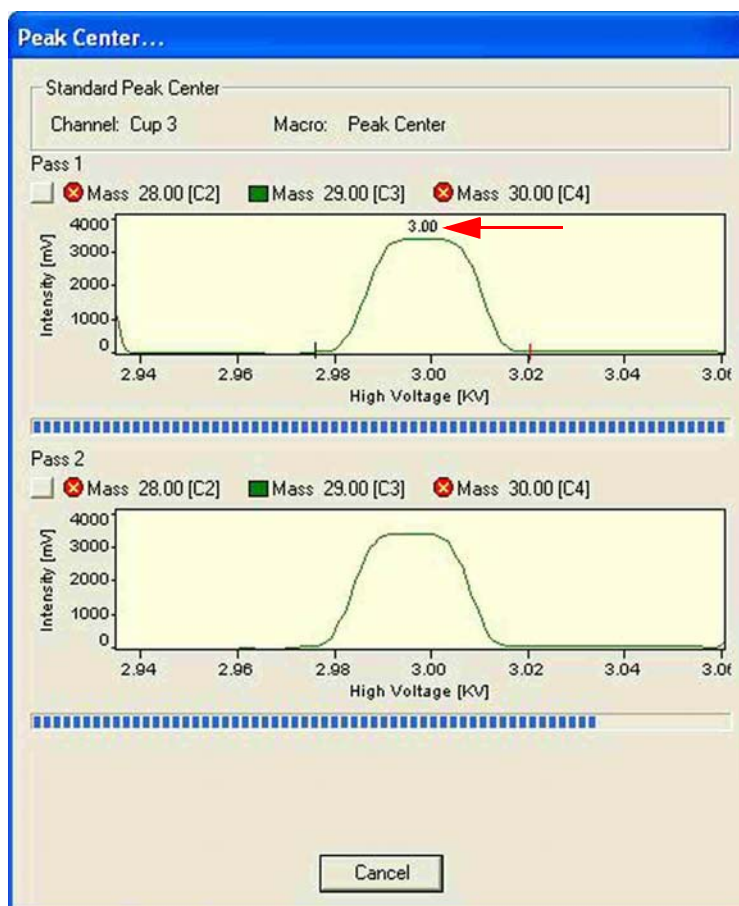 Peak Center...
Standard Peak Center
Channel: Cup 3 Macro: Peak Center
Pass 1
Mass 28.00 [C2] Mass 29.00 [C3] Mass 30.00 [C4]
4000
3000
2000
1000
0
Intensity [mV]
3.00
2.94 2.96 2.98 3.00 3.02 3.04 3.06
High Voltage [KV]
Pass 2
Mass 28.00 [C2] Mass 29.00 [C3] Mass 30.00 [C4]
4000
3000
2000
1000
0
Intensity [mV]
2.94 2.96 2.98 3.00 3.02 3.04 3.06
High Voltage [KV]
Cancel